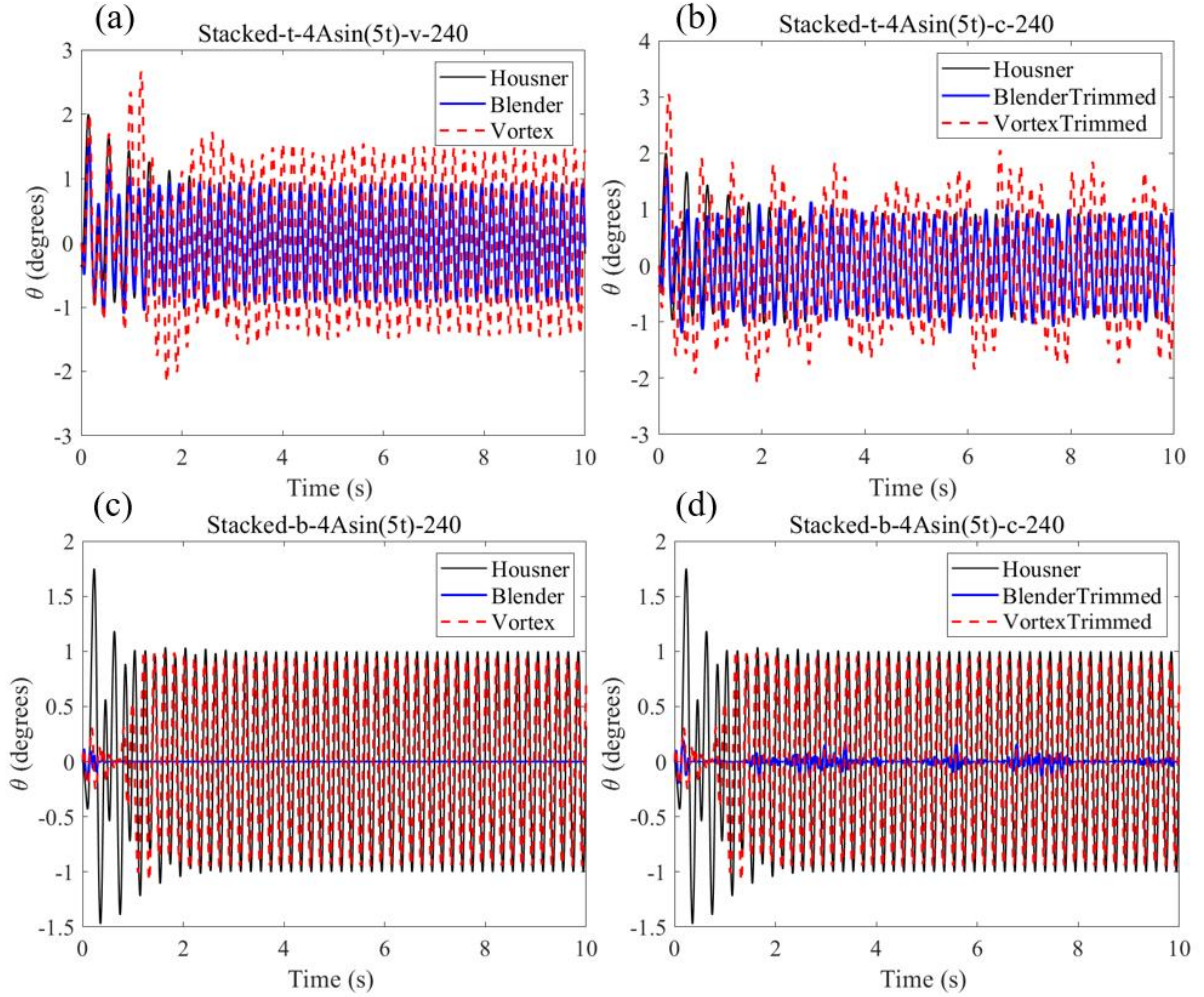 (a)
Stacked-t-4Asin(5t)-v-240
3
2
1
0
-1
-2
-3
θ (degrees)
Housner
Blender
Vortex
0 2 4 6 8 10
Time (s)
(b)
Stacked-t-4Asin(5t)-c-240
4
3
2
1
0
-1
-2
-3
θ (degrees)
Housner
BlenderTrimmed
VortexTrimmed
0 2 4 6 8 10
Time (s)
(c)
Stacked-b-4Asin(5t)-240
2
1.5
1
0.5
0
-0.5
-1
-1.5
θ (degrees)
Housner
Blender
Vortex
0 2 4 6 8 10
Time (s)
(d)
Stacked-b-4Asin(5t)-c-240
2
1.5
1
0.5
0
-0.5
-1
-1.5
θ (degrees)
Housner
BlenderTrimmed
VortexTrimmed
0 2 4 6 8 10
Time (s)